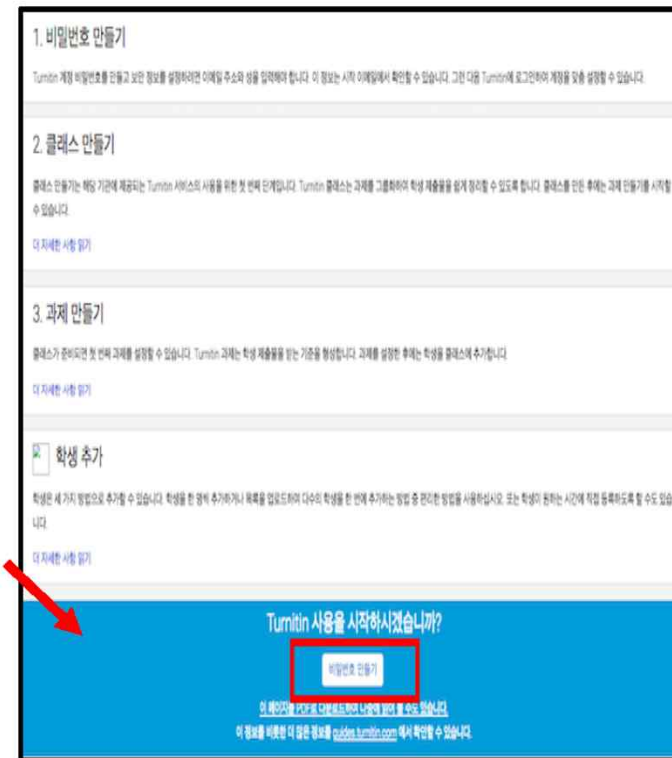 1. 비밀번호 만들기
Turnitin 계정 비밀번호를 만들고 보안 정보를 설정하려면 이메일 주소와 성을 입력해야 합니다. 이 정보는 시작 이메일에서 확인할 수 있습니다. 그런 다음 Turnitin에 로그인하여 계정을 맞춤 설정할 수 있습니다.
2. 클래스 만들기
클래스 만들기는 해당 기관에 제공되는 Turnitin 서비스의 사용을 위한 첫 번째 단계입니다. Turnitin 클래스는 과제를 그룹화하여 학생 제출물을 쉽게 정리할 수 있도록 합니다. 클래스를 만든 후에는 과제 만들기를 시작할
수 있습니다.
더 자세한 사항 읽기
3. 과제 만들기
클래스가 준비되면 첫 번째 과제를 설정할 수 있습니다. Turnitin 과제는 학생 제출물을 받는 기준을 형성합니다. 과제를 설정한 후에는 학생을 클래스에 추가합니다.
더 자세한 사항 읽기
학생 추가
학생은 세 가지 방법으로 추가할 수 있습니다. 학생을 한 명씩 추가하거나 목록을 업로드하여 다수의 학생을 한 번에 추가하는 방법 중 편리한 방법을 사용하십시오. 또는 학생이 원하는 시간에 직접 등록하도록 할 수도 있습
니다.
더 자세한 사항 읽기
Turnitin 사용을 시작하시겠습니까?
비밀번호 만들기
이 페이지를 PDF로 다운로드하여 나중에 읽어 볼 수도 있습니다.
이 정보를 비롯한 더 많은 정보를 guides.turnitin.com 에서 확인할 수 있습니다.